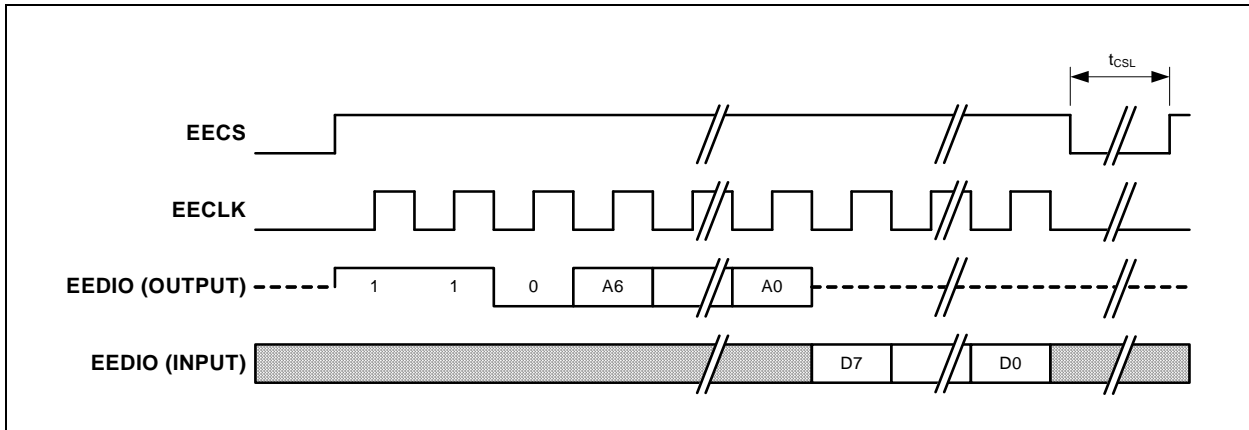 tCSL
EECS
EECLK
EEDIO (OUTPUT) 1 1 0 A6 A0
EEDIO (INPUT) D7 D0